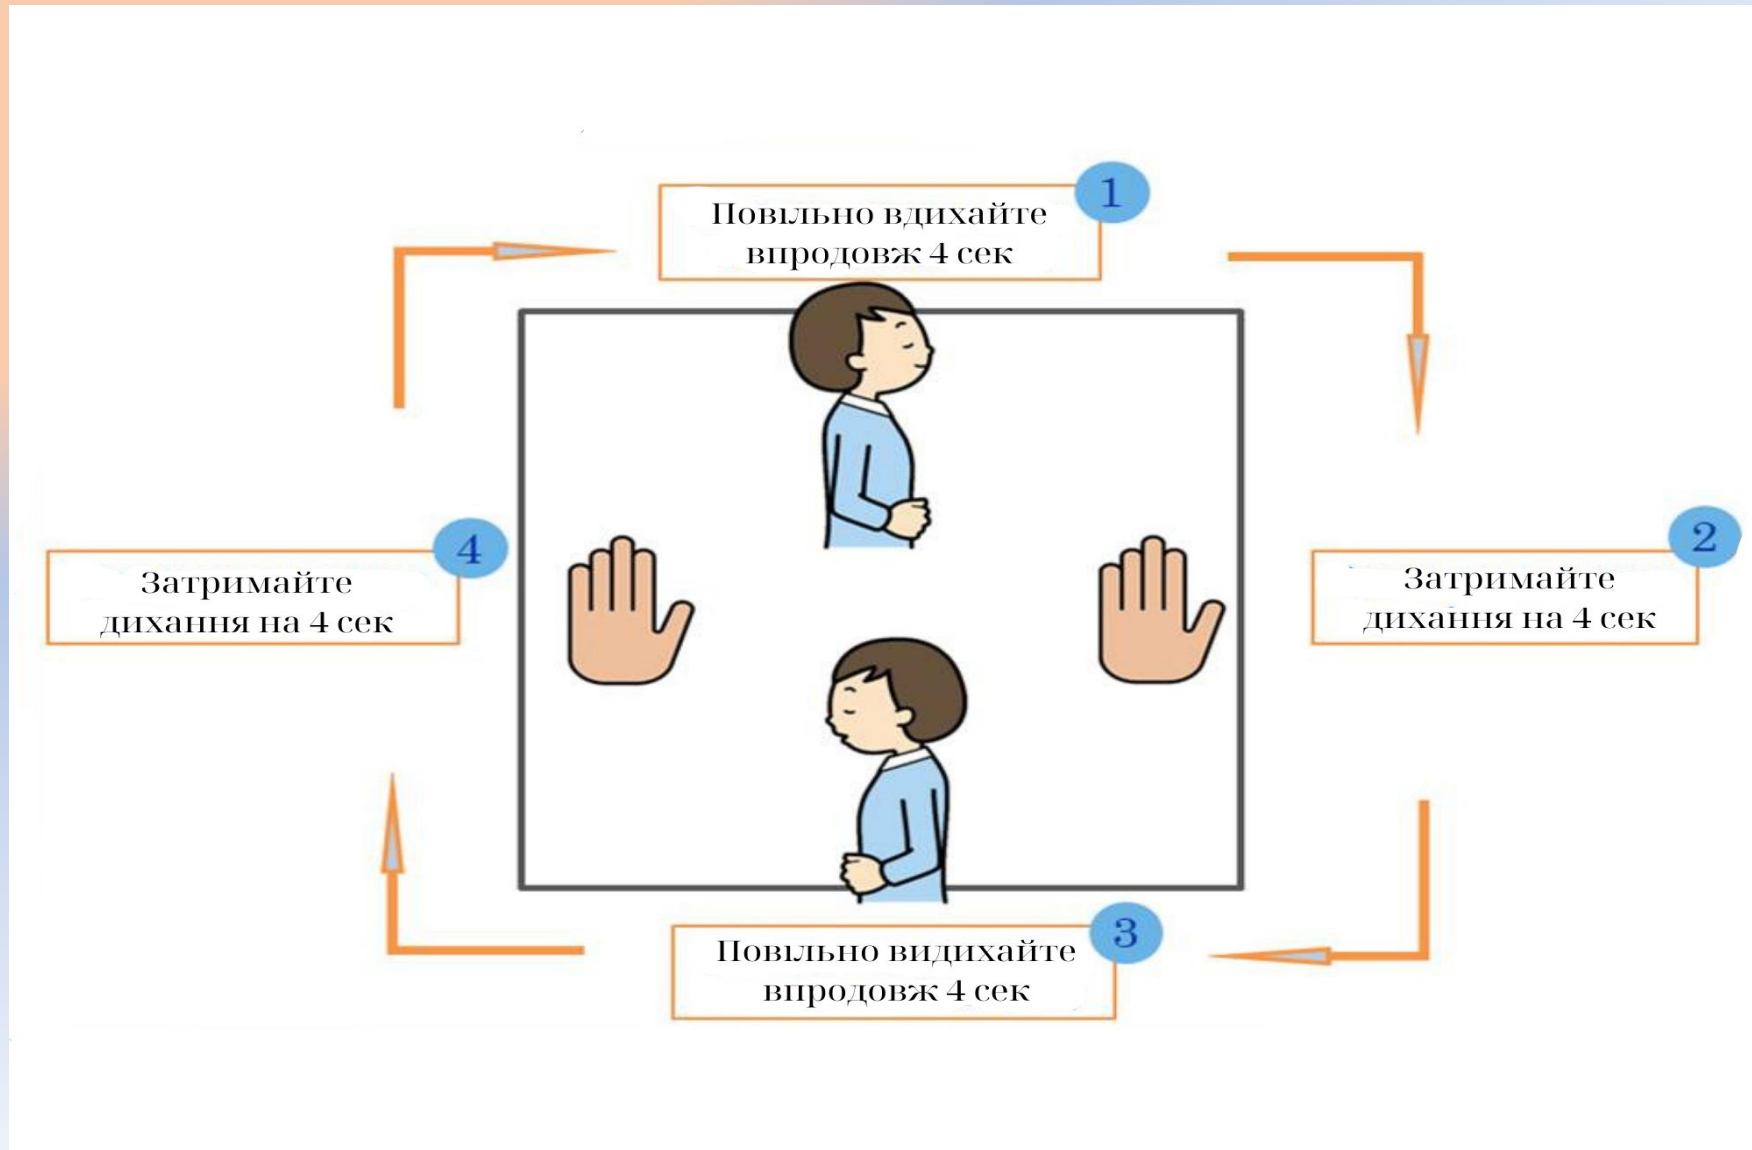 1
Повільно вдихайте
впродовж 4 сек
2
Затримайте
дихання на 4 сек
3
Повільно видихайте
впродовж 4 сек
4
Затримайте
дихання на 4 сек